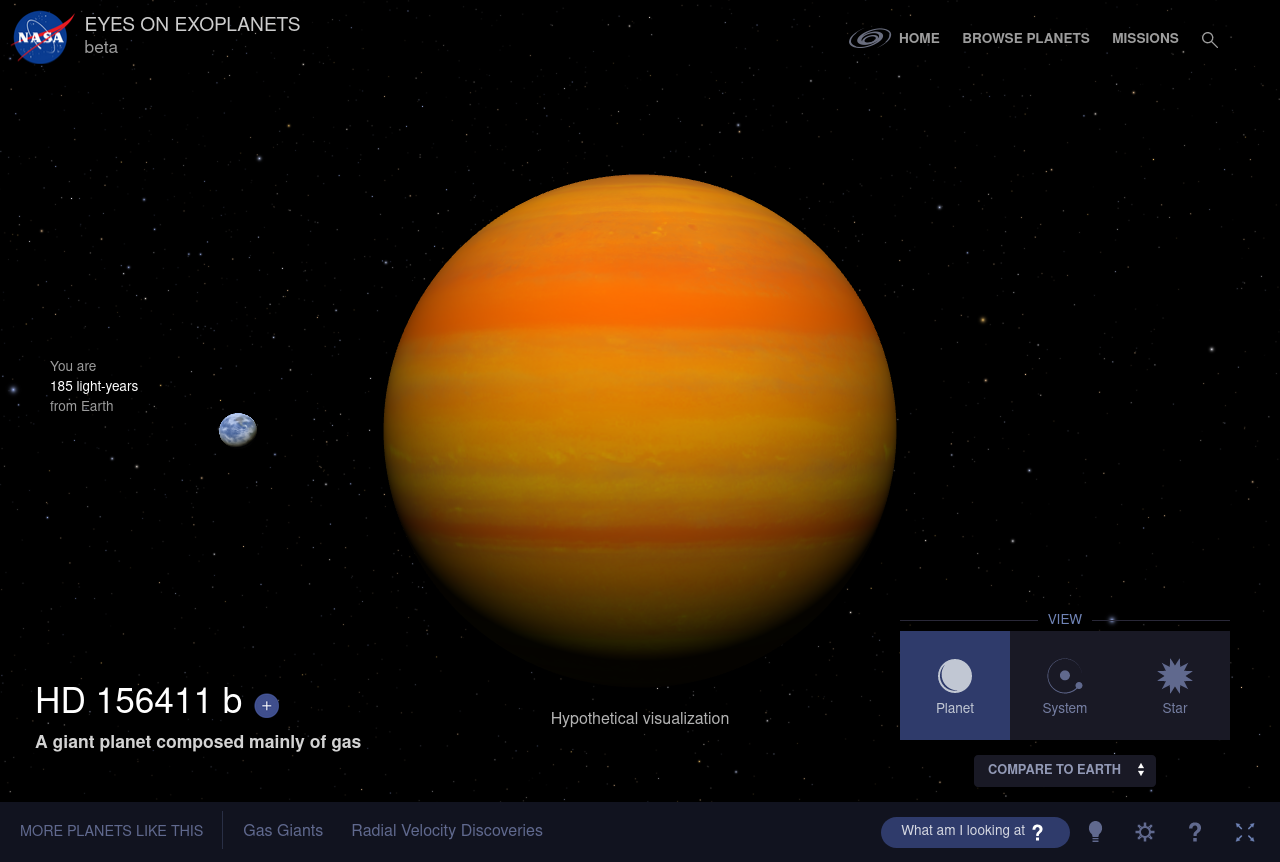 NASA
EYES ON EXOPLANETS
beta
HOME
BROWSE PLANETS
MISSIONS
You are
185 light-years
from Earth
HD 156411 b +
A giant planet composed mainly of gas
Hypothetical visualization
VIEW
Planet
System
Star
COMPARE TO EARTH
MORE PLANETS LIKE THIS
Gas Giants
Radial Velocity Discoveries
What am I looking at ?
?